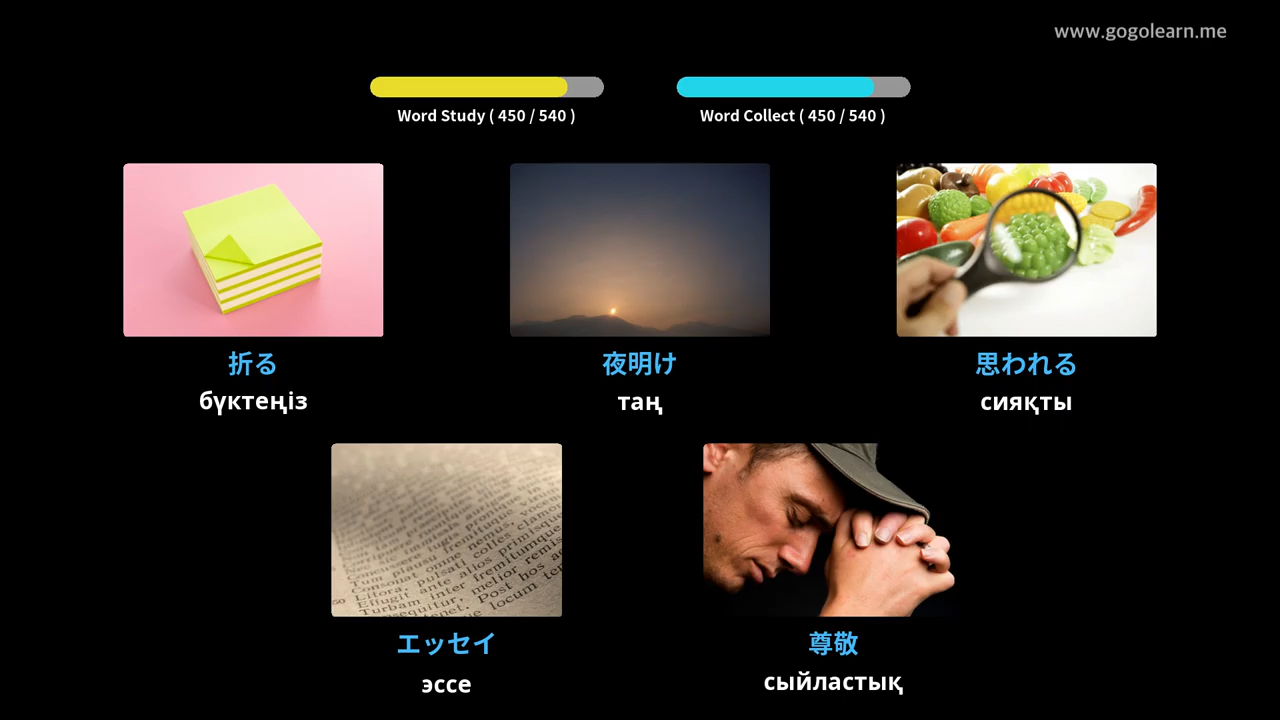 www.gogolearn.me
Word Study ( 450 / 540 )
Word Collect ( 450 / 540 )
折る
бүктеңіз
夜明け
таң
思われる
сияқты
エッセイ
эссе
尊敬
сыйластық